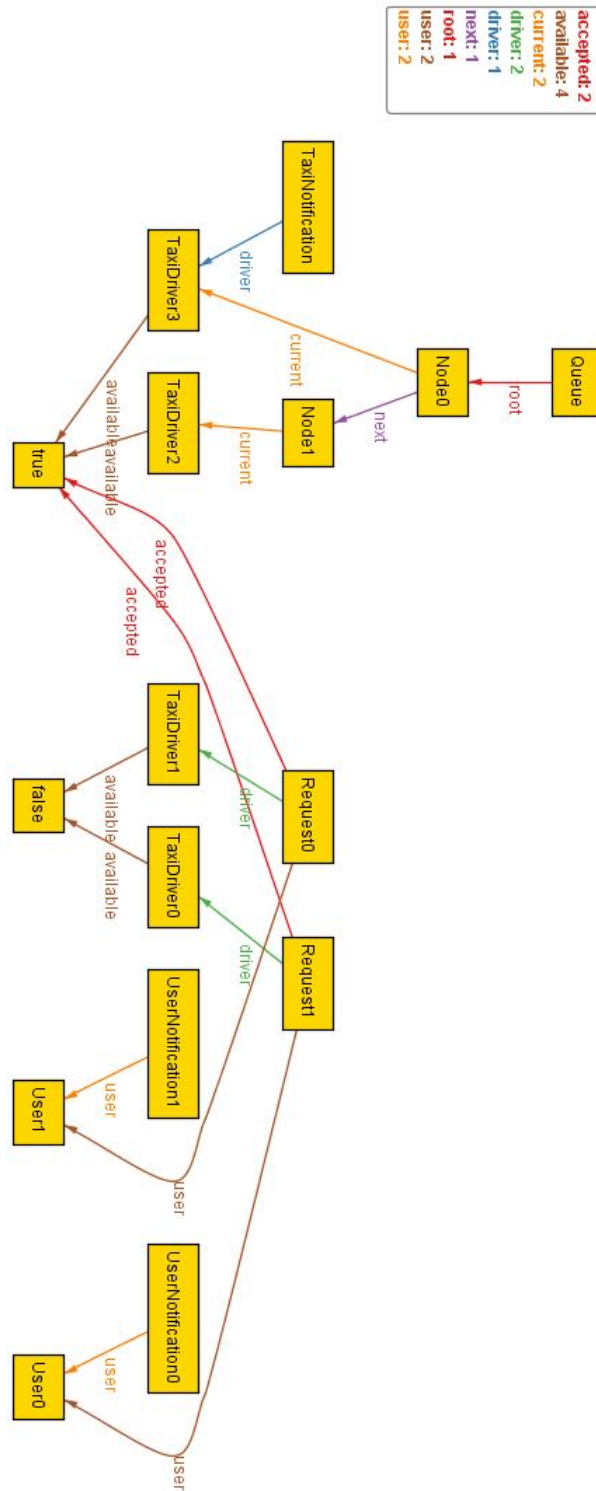 accepted: 2
available: 4
current: 2
driver: 2
driver: 1
next: 1
root: 1
user: 2
user: 2
Queue
root
Node0
next
current
TaxiNotification
Node1
Request0
Request1
driver
current
accepted
accepted
driver
driver
TaxiDriver3
TaxiDriver2
TaxiDriver1
TaxiDriver0
UserNotification1
UserNotification0
available
available
available
available
user
user
user
user
true
false
User1
User0